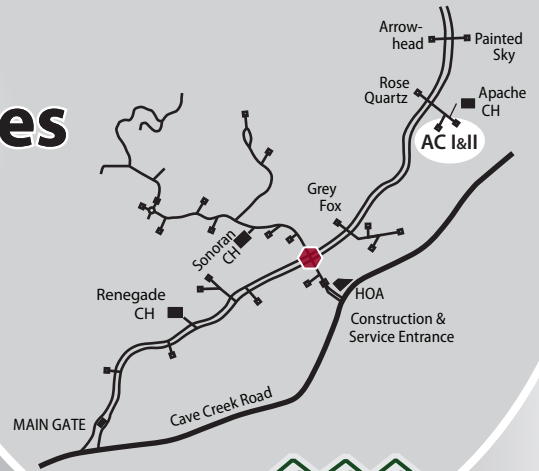 es
Arrow-
head
Painted
Sky
Rose
Quartz
Apache
CH
AC I&II
Grey
Fox
Sonoran
CH
HOA
Renegade
CH
Construction &
Service Entrance
Cave Creek Road
MAIN GATE